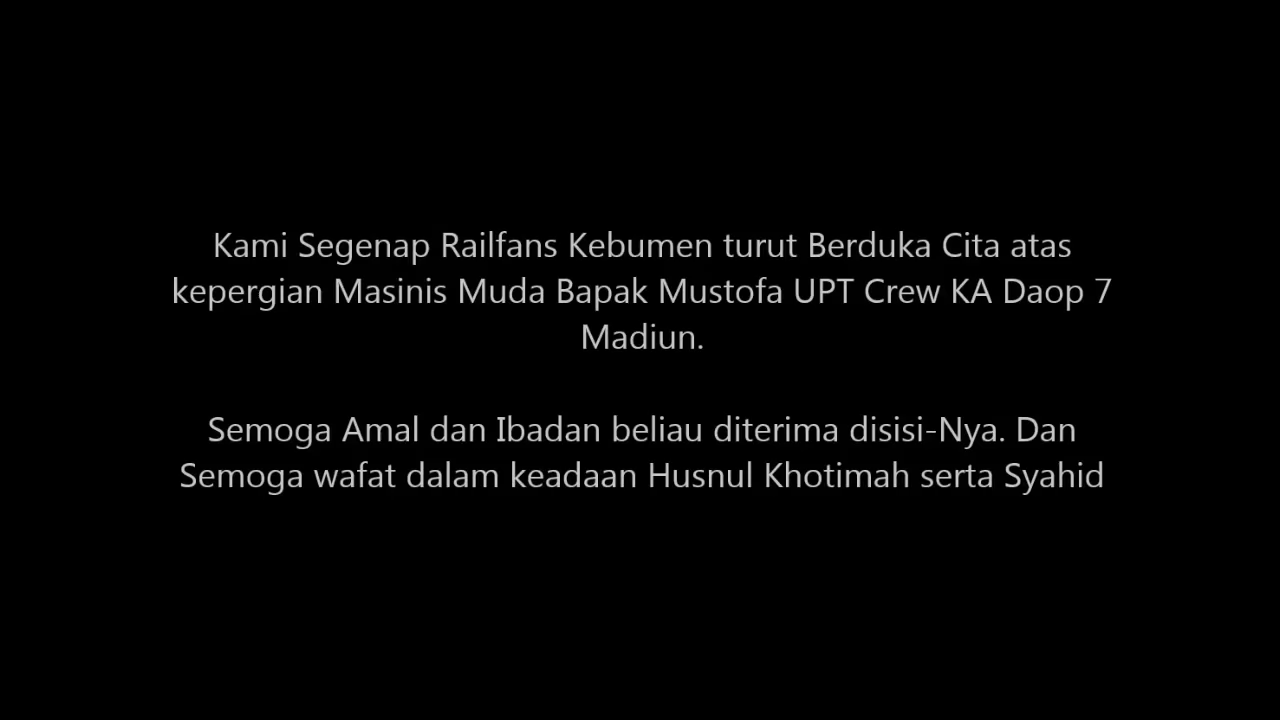 Kami Segenap Railfans Kebumen turut Berduka Cita atas
kepergian Masinis Muda Bapak Mustofa UPT Crew KA Daop 7
Madiun.
Semoga Amal dan Ibadan beliau diterima disisi-Nya. Dan
Semoga wafat dalam keadaan Husnul Khotimah serta Syahid